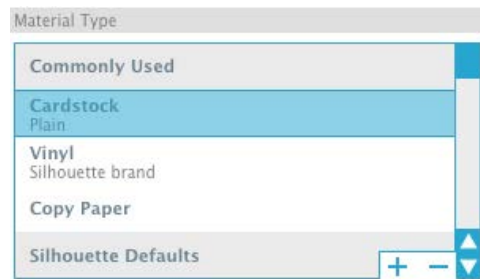 Material Type
Commonly Used
Cardstock
Plain
Vinyl
Silhouette brand
Copy Paper
Silhouette Defaults
+ −